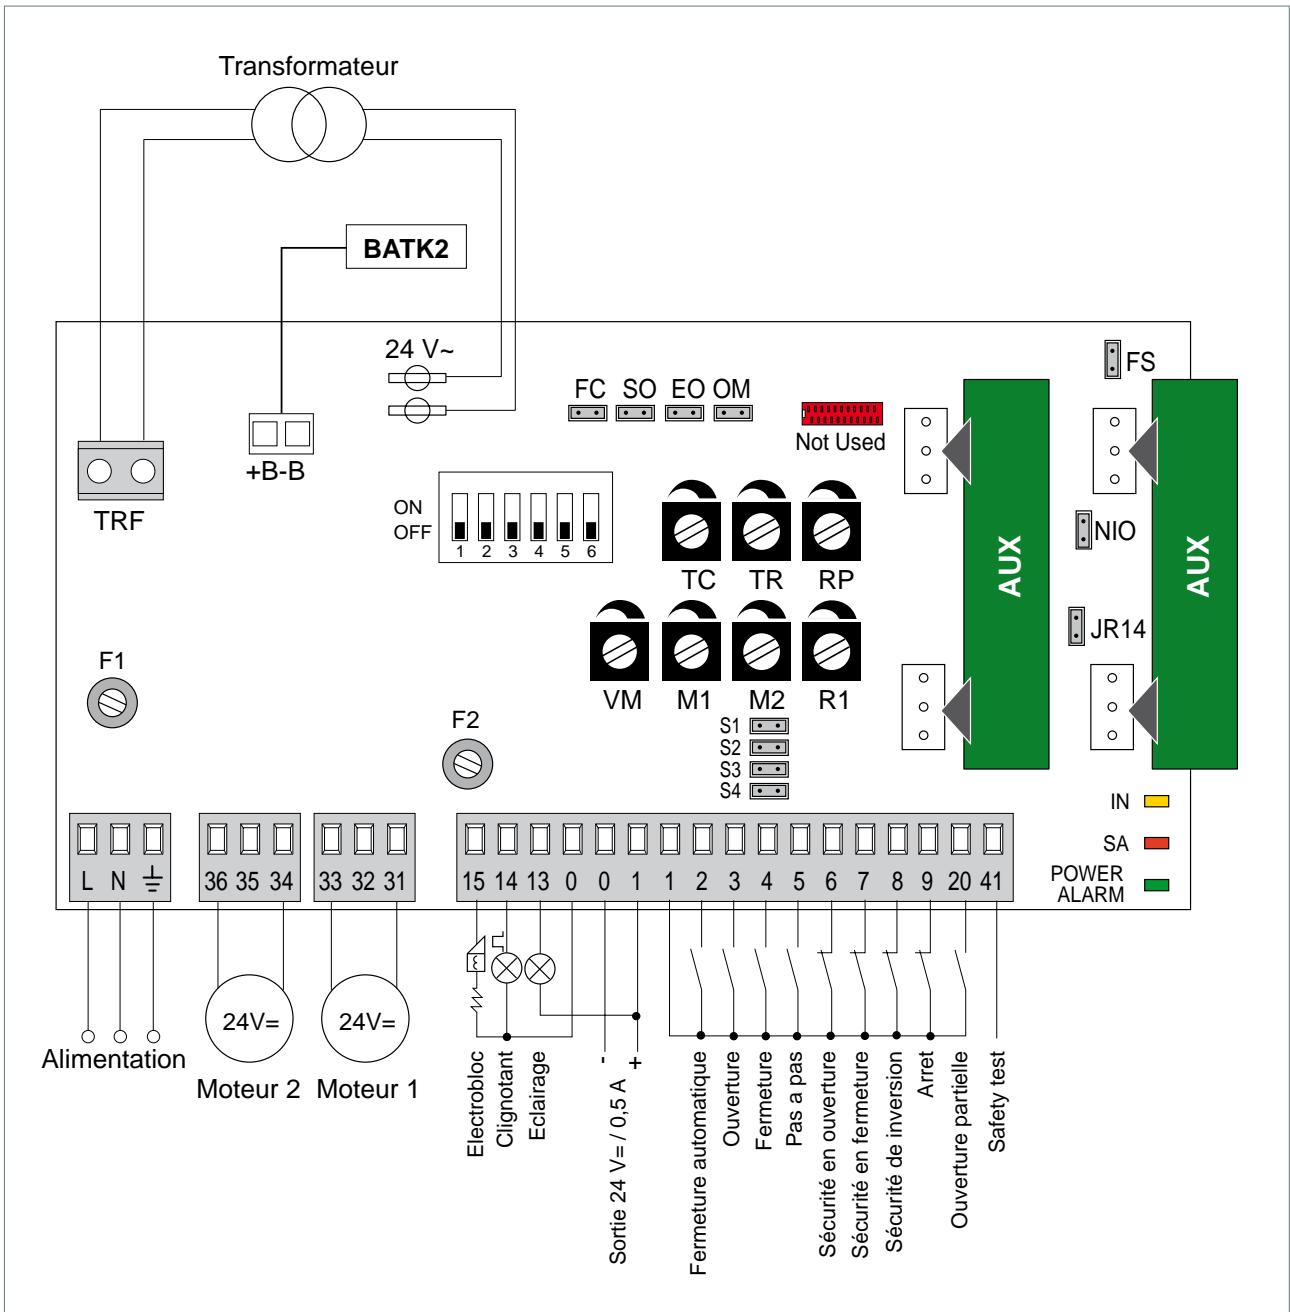 Transformateur
BATK2
24 V~
FC SO EO OM
FS
Not Used
+B-B
TRF
ON
OFF
1 2 3 4 5 6
TC TR RP
AUX
AUX
NIO
JR14
F1
VM M1 M2 R1
F2
S1
S2
S3
S4
IN
SA
POWER
ALARM
L N
36 35 34
33 32 31
15 14 13 0 0 1 1 2 3 4 5 6 7 8 9 20 41
24V=
24V=
Alimentation
Moteur 2
Moteur 1
Electrobloc
Clignotant
Eclairage
- +
Sortie 24 V= / 0,5 A
Fermeture automatique
Ouverture
Fermeture
Pas a pas
Sécurité en ouverture
Sécurité en fermeture
Sécurité de inversion
Arret
Ouverture partielle
Safety test